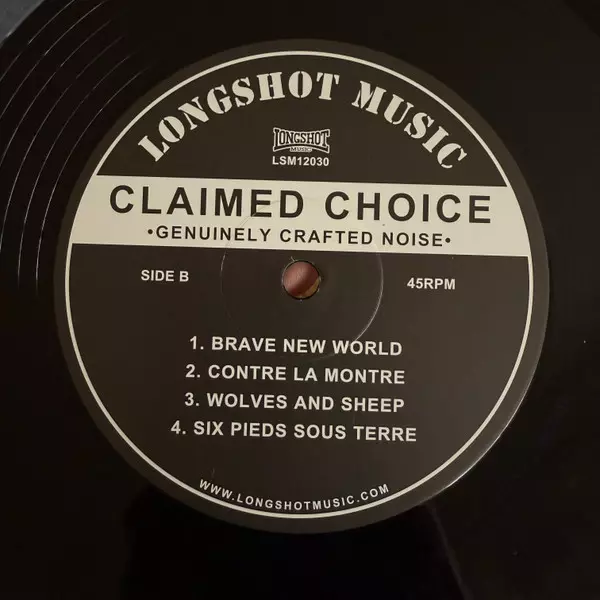 LONGSHOT MUSIC
LONGSHOT
MUSIC
LSM12030
CLAIMED CHOICE
•GENUINELY CRAFTED NOISE•
SIDE B
45RPM
1. BRAVE NEW WORLD
2. CONTRE LA MONTRE
3. WOLVES AND SHEEP
4. SIX PIEDS SOUS TERRE
WWW.LONGSHOTMUSIC.COM